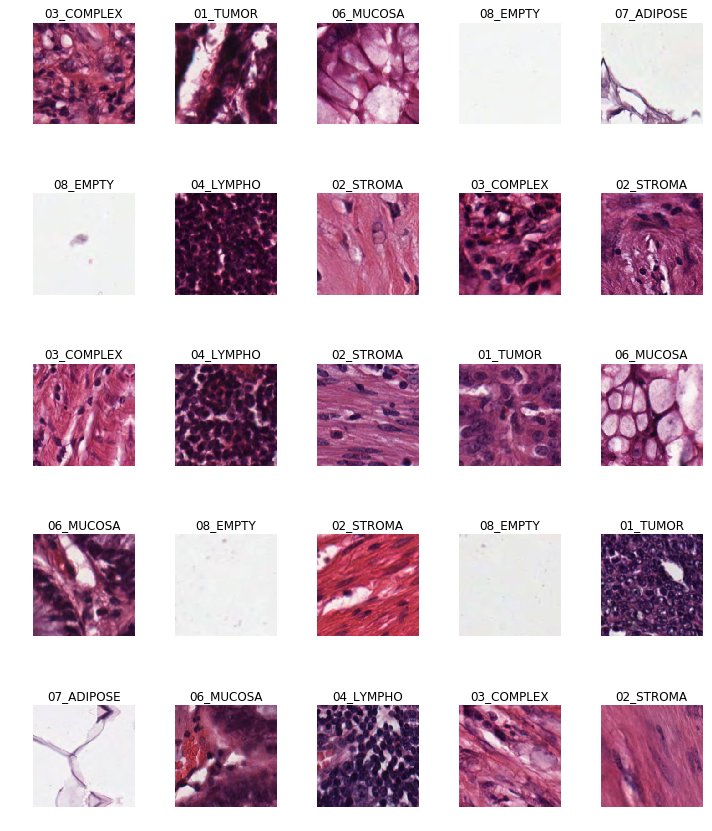 03_COMPLEX 01_TUMOR 06_MUCOSA 08_EMPTY 07_ADIPOSE
08_EMPTY 04_LYMPHO 02_STROMA 03_COMPLEX 02_STROMA
03_COMPLEX 04_LYMPHO 02_STROMA 01_TUMOR 06_MUCOSA
06_MUCOSA 08_EMPTY 02_STROMA 08_EMPTY 01_TUMOR
07_ADIPOSE 06_MUCOSA 04_LYMPHO 03_COMPLEX 02_STROMA